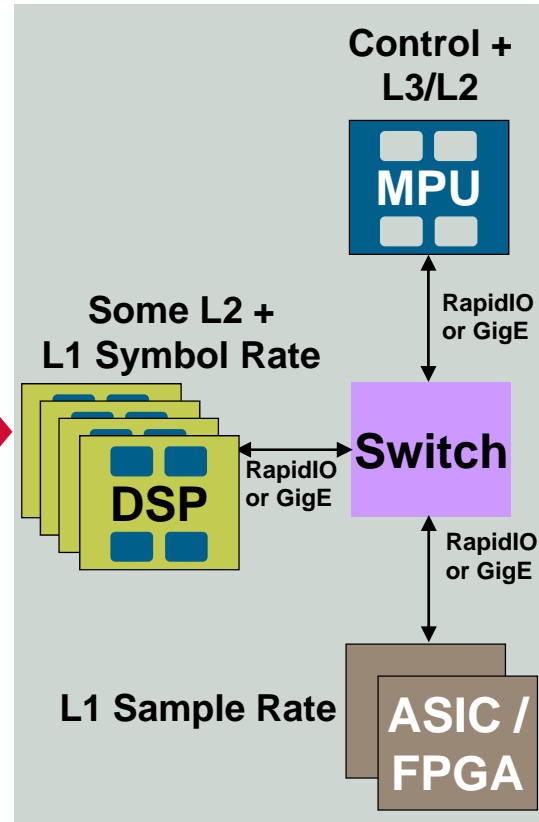 Control +
L3/L2
MPU
RapidIO
or GigE
Some L2 +
L1 Symbol Rate
DSP
RapidIO
or GigE
Switch
RapidIO
or GigE
L1 Sample Rate
ASIC /
FPGA